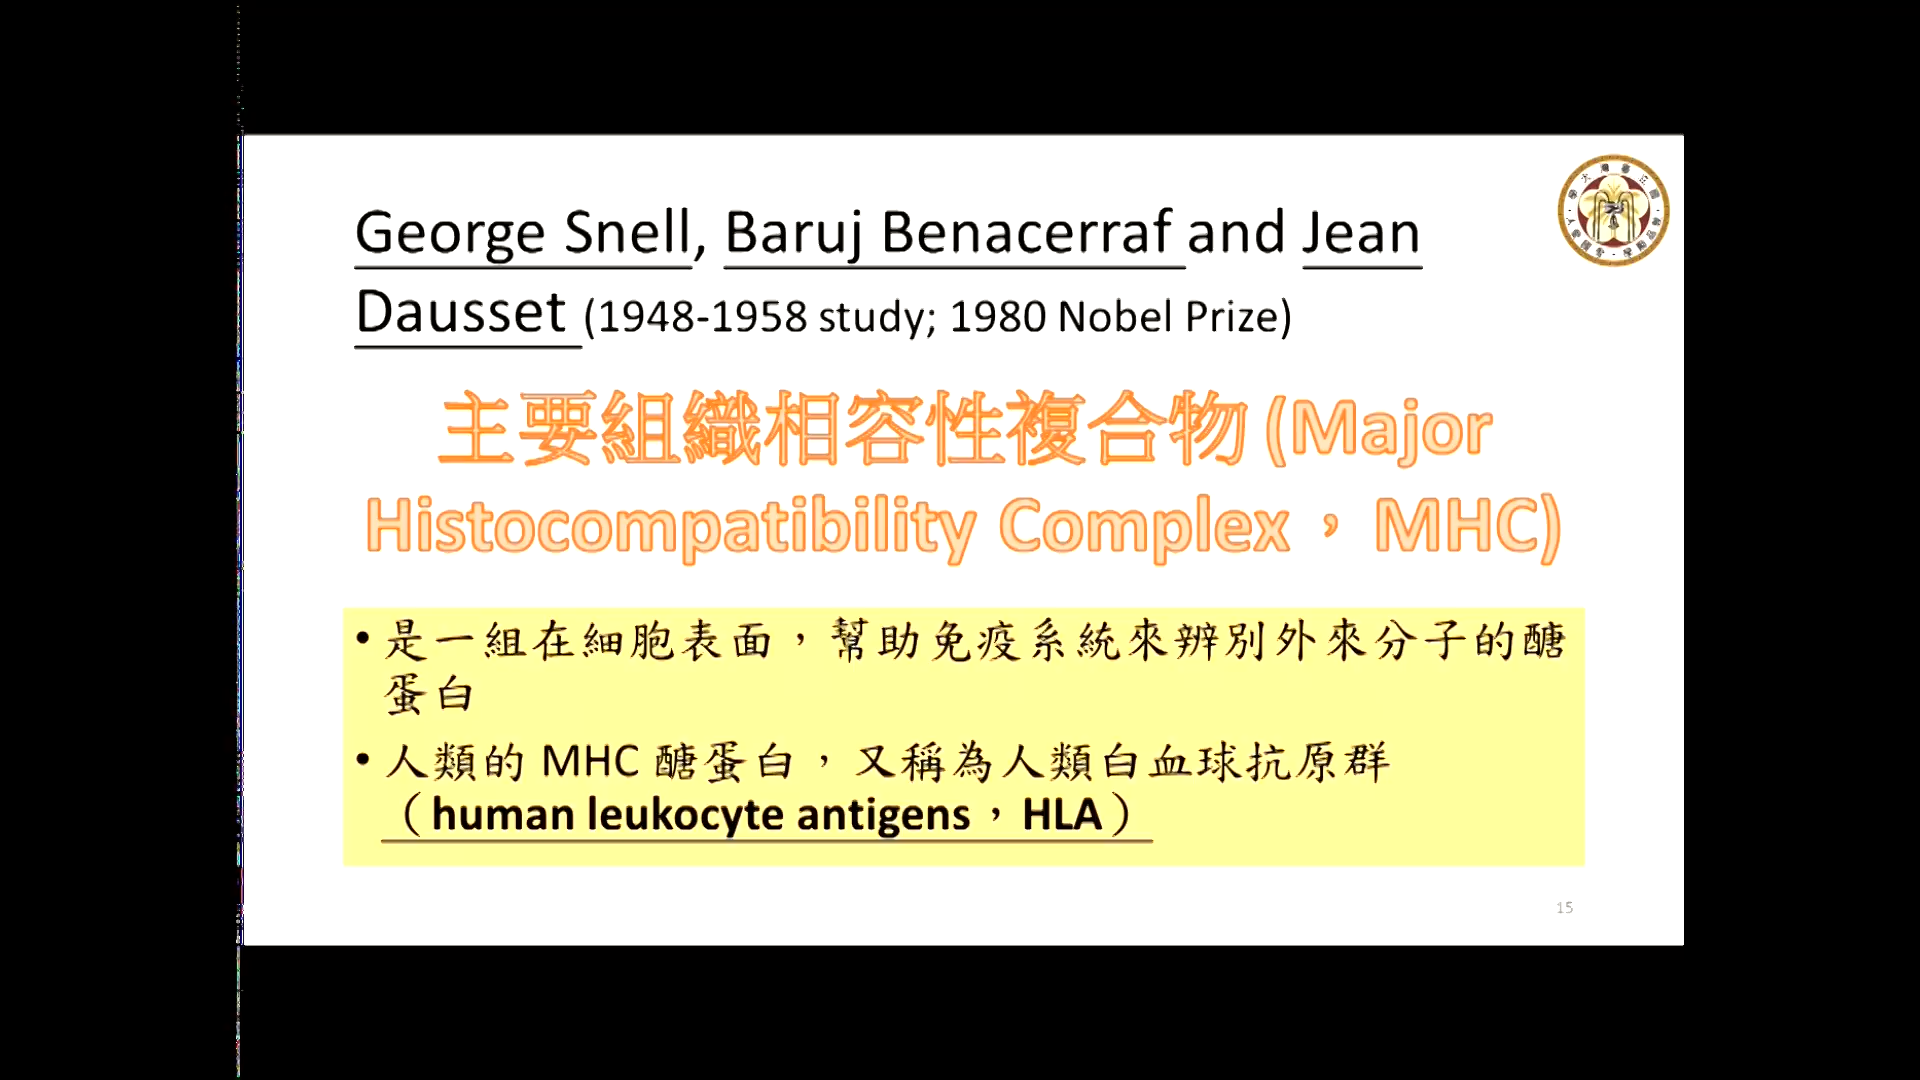 George Snell, Baruj Benacerraf and Jean
Dausset (1948-1958 study; 1980 Nobel Prize)
主要組織相容性複合物 (Major
Histocompatibility Complex，MHC)
• 是一組在細胞表面，幫助免疫系統來辨別外來分子的醣
蛋白
• 人類的 MHC 醣蛋白，又稱為人類白血球抗原群
（human leukocyte antigens，HLA）
15